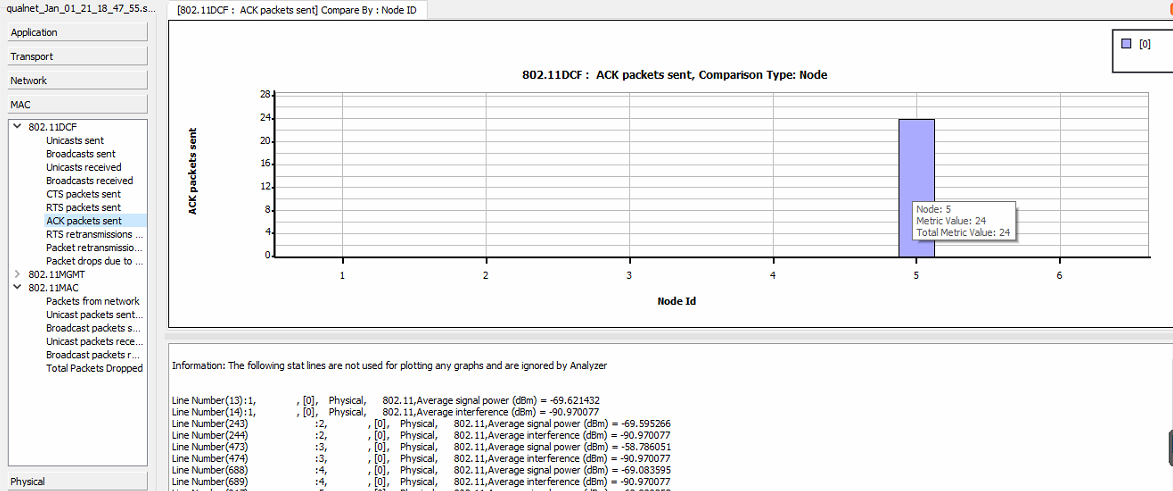 qualnet_Jan_01_21_18_47_55.s...
[802.11DCF : ACK packets sent] Compare By : Node ID
Application
Transport
Network
MAC
802.11DCF
Unicasts sent
Broadcasts sent
Unicasts received
Broadcasts received
CTS packets sent
RTS packets sent
ACK packets sent
RTS retransmissions ...
Packet retransmissio...
Packet drops due to ...
802.11MGMT
802.11MAC
Packets from network
Unicast packets sent...
Broadcast packets s...
Unicast packets rece...
Broadcast packets r...
Total Packets Dropped
Physical
[0]
802.11DCF : ACK packets sent, Comparison Type: Node
ACK packets sent
28
24
20
16
12
8
4
0
Node: 5
Metric Value: 24
Total Metric Value: 24
1 2 3 4 5 6
Node Id
Information: The following stat lines are not used for plotting any graphs and are ignored by Analyzer
Line Number(13):1, , [0], Physical, 802.11,Average signal power (dBm) = -69.621432
Line Number(14):1, , [0], Physical, 802.11,Average interference (dBm) = -90.970077
Line Number(243) :2, , [0], Physical, 802.11,Average signal power (dBm) = -69.595266
Line Number(244) :2, , [0], Physical, 802.11,Average interference (dBm) = -90.970077
Line Number(473) :3, , [0], Physical, 802.11,Average signal power (dBm) = -58.786051
Line Number(474) :3, , [0], Physical, 802.11,Average interference (dBm) = -90.970077
Line Number(688) :4, , [0], Physical, 802.11,Average signal power (dBm) = -69.083595
Line Number(689) :4, , [0], Physical, 802.11,Average interference (dBm) = -90.970077